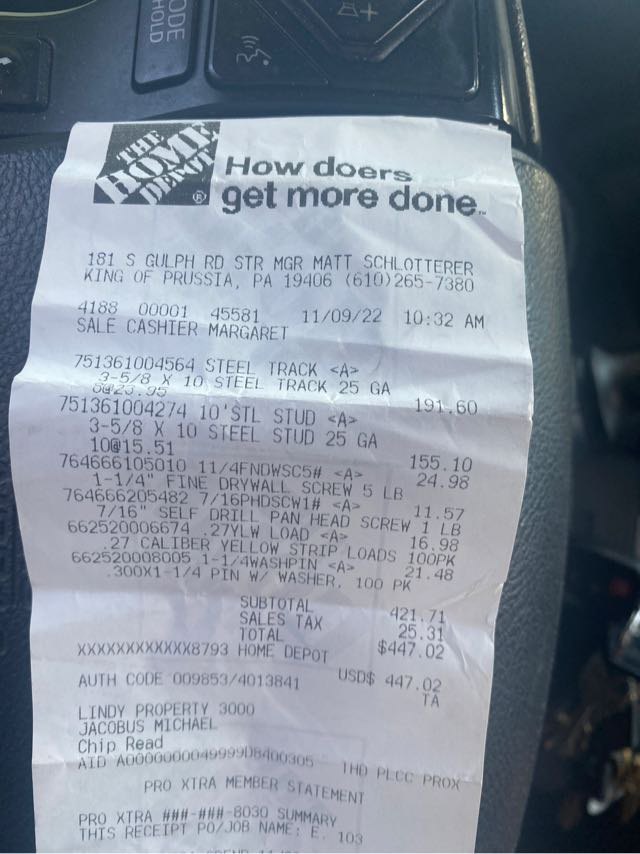 MODE
HOLD
THE
HOME
DEPOT
®
How doers
get more done.™
181 S GULPH RD STR MGR MATT SCHLOTTERER
KING OF PRUSSIA, PA 19406 (610)265-7380
4188 00001 45581 11/09/22 10:32 AM
SALE CASHIER MARGARET
751361004564 STEEL TRACK <A>
3-5/8 X 10 STEEL TRACK 25 GA
8@23.95 191.60
751361004274 10'STL STUD <A>
3-5/8 X 10 STEEL STUD 25 GA
10@15.51 155.10
764666105010 11/4FNDWSC5# <A> 24.98
1-1/4" FINE DRYWALL SCREW 5 LB
764666205482 7/16PHDSCW1# <A> 11.57
7/16" SELF DRILL PAN HEAD SCREW 1 LB
662520006674 .27YLW LOAD <A> 16.98
.27 CALIBER YELLOW STRIP LOADS 100PK
662520008005 1-1/4WASHPIN <A> 21.48
.300X1-1/4 PIN W/ WASHER, 100 PK
SUBTOTAL 421.71
SALES TAX 25.31
TOTAL $447.02
XXXXXXXXXXXX8793 HOME DEPOT
USD$ 447.02
AUTH CODE 009853/4013841 TA
LINDY PROPERTY 3000
JACOBUS MICHAEL
Chip Read
AID A0000000049999D8400305 THD PLCC PROX
PRO XTRA MEMBER STATEMENT
PRO XTRA ###-###-8030 SUMMARY
THIS RECEIPT PO/JOB NAME: E. 103